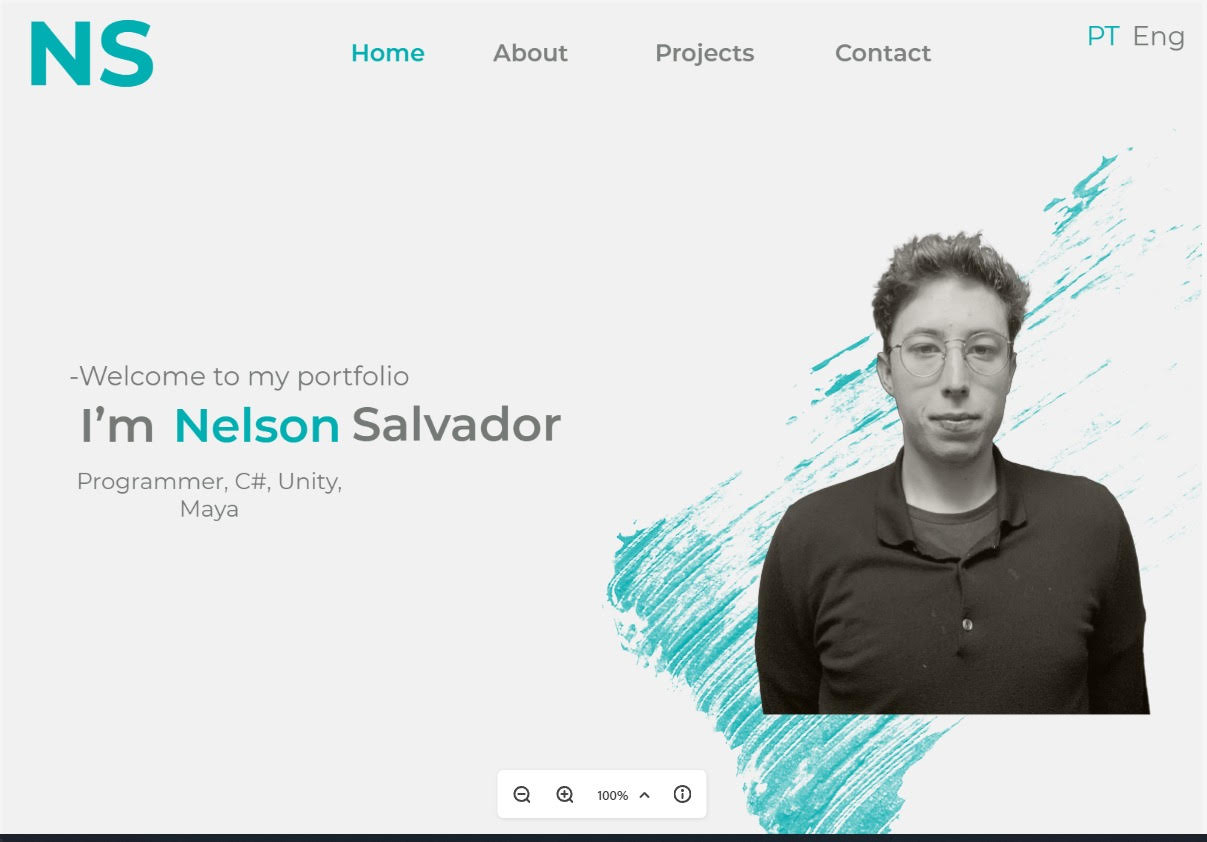 NS
Home About Projects Contact
PT Eng
-Welcome to my portfolio
I’m Nelson Salvador
Programmer, C#, Unity,
Maya
100%